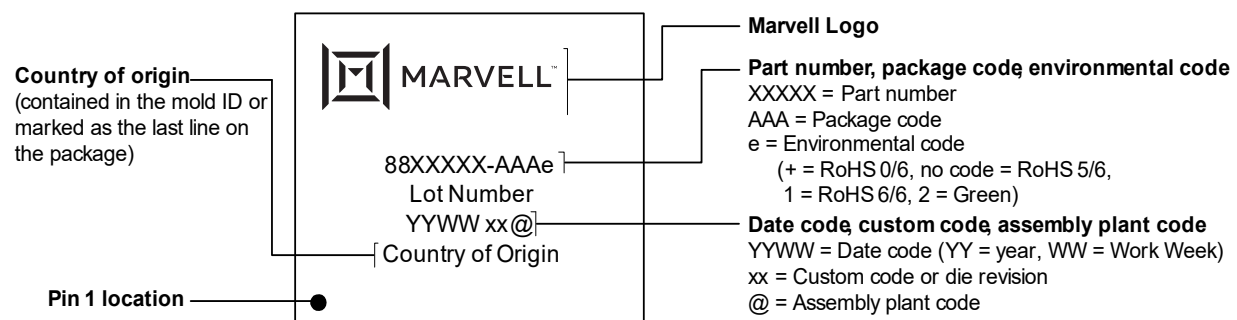 Marvell Logo
MARVELL™
Country of origin
(contained in the mold ID or
marked as the last line on
the package)
Part number, package code, environmental code
XXXXX = Part number
AAA = Package code
e = Environmental code
(+ = RoHS 0/6, no code = RoHS 5/6,
1 = RoHS 6/6, 2 = Green)
88XXXXX-AAAe
Lot Number
YYWW xx@
Country of Origin
Date code, custom code, assembly plant code
YYWW = Date code (YY = year, WW = Work Week)
xx = Custom code or die revision
@ = Assembly plant code
Pin 1 location